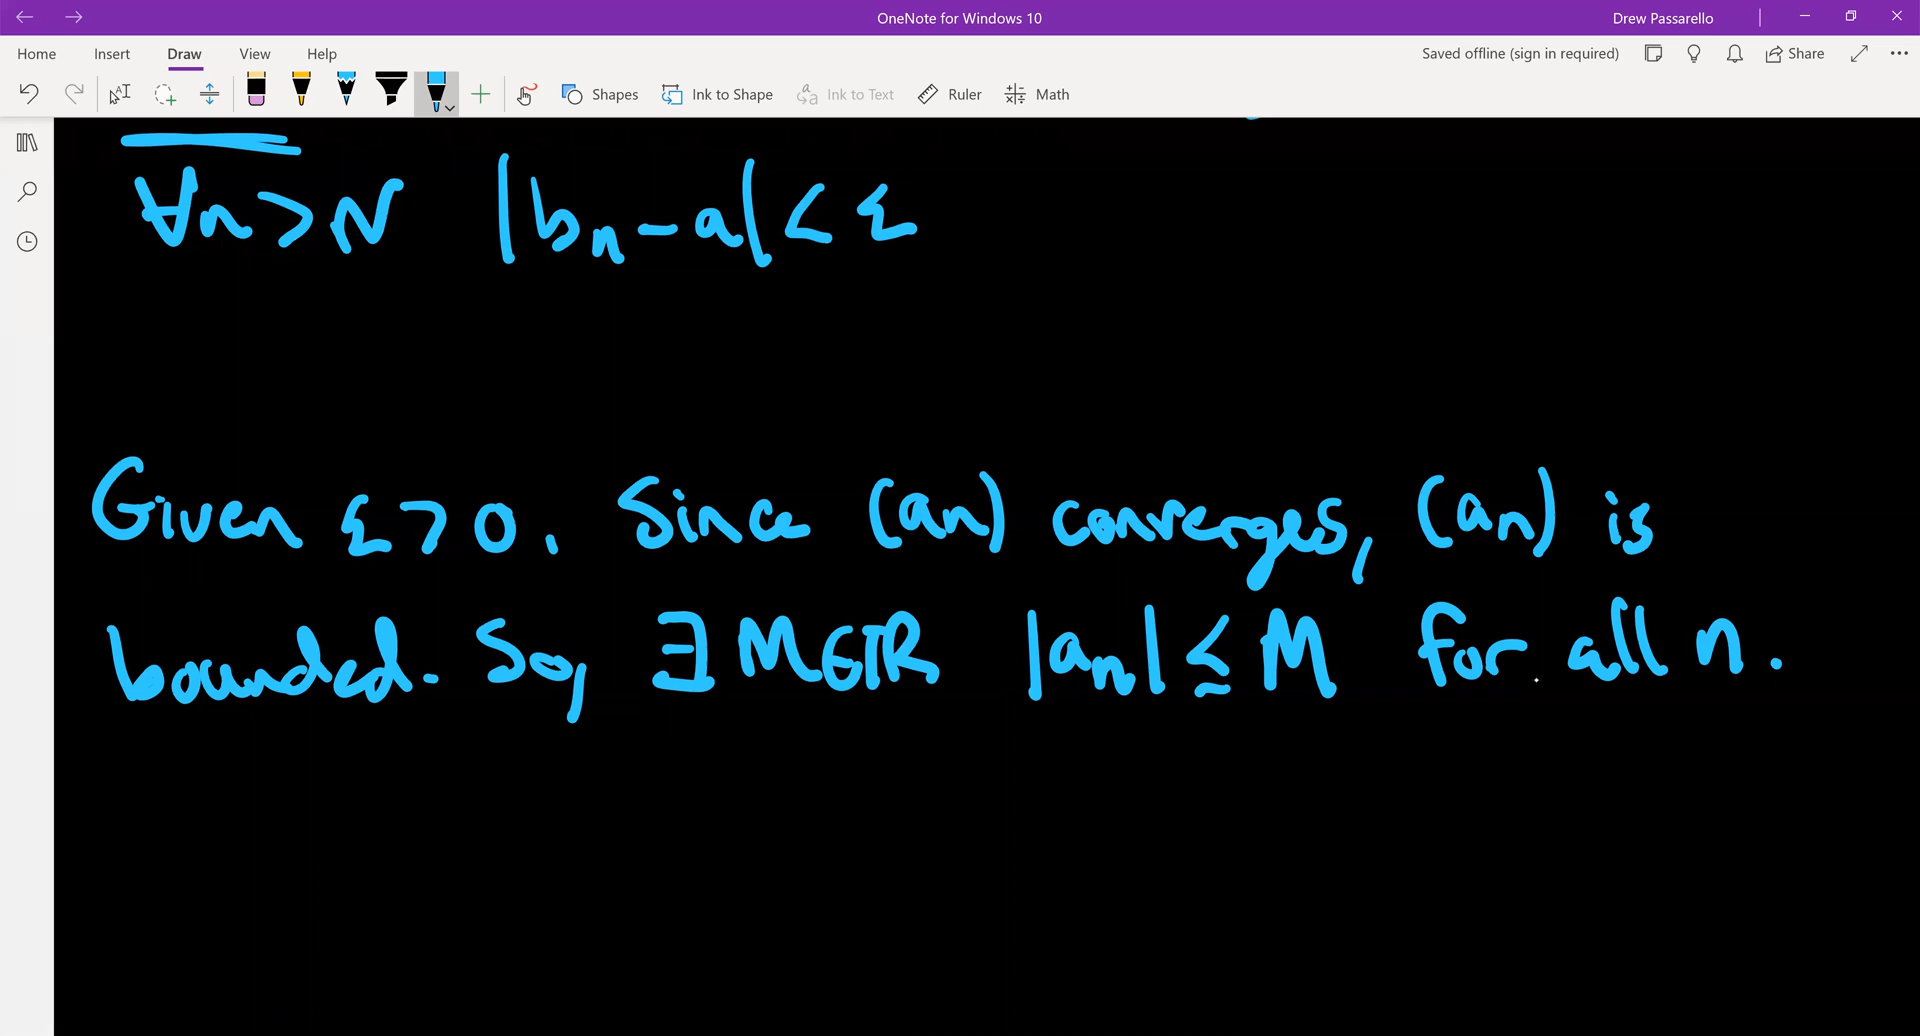 OneNote for Windows 10
Drew Passarello
Home Insert Draw View Help
Saved offline (sign in required) Share
Shapes Ink to Shape Ink to Text Ruler Math
∀n > N |bn - a| < ε
Given ε > 0. Since (an) converges, (an) is
bounded. So, ∃ M ∈ ℝ |an| ≤ M for all n.